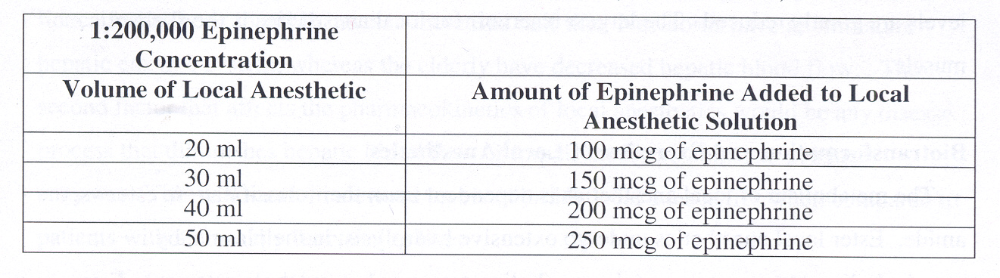 1:200,000 Epinephrine
Concentration
Volume of Local Anesthetic
Amount of Epinephrine Added to Local
Anesthetic Solution
20 ml
100 mcg of epinephrine
30 ml
150 mcg of epinephrine
40 ml
200 mcg of epinephrine
50 ml
250 mcg of epinephrine